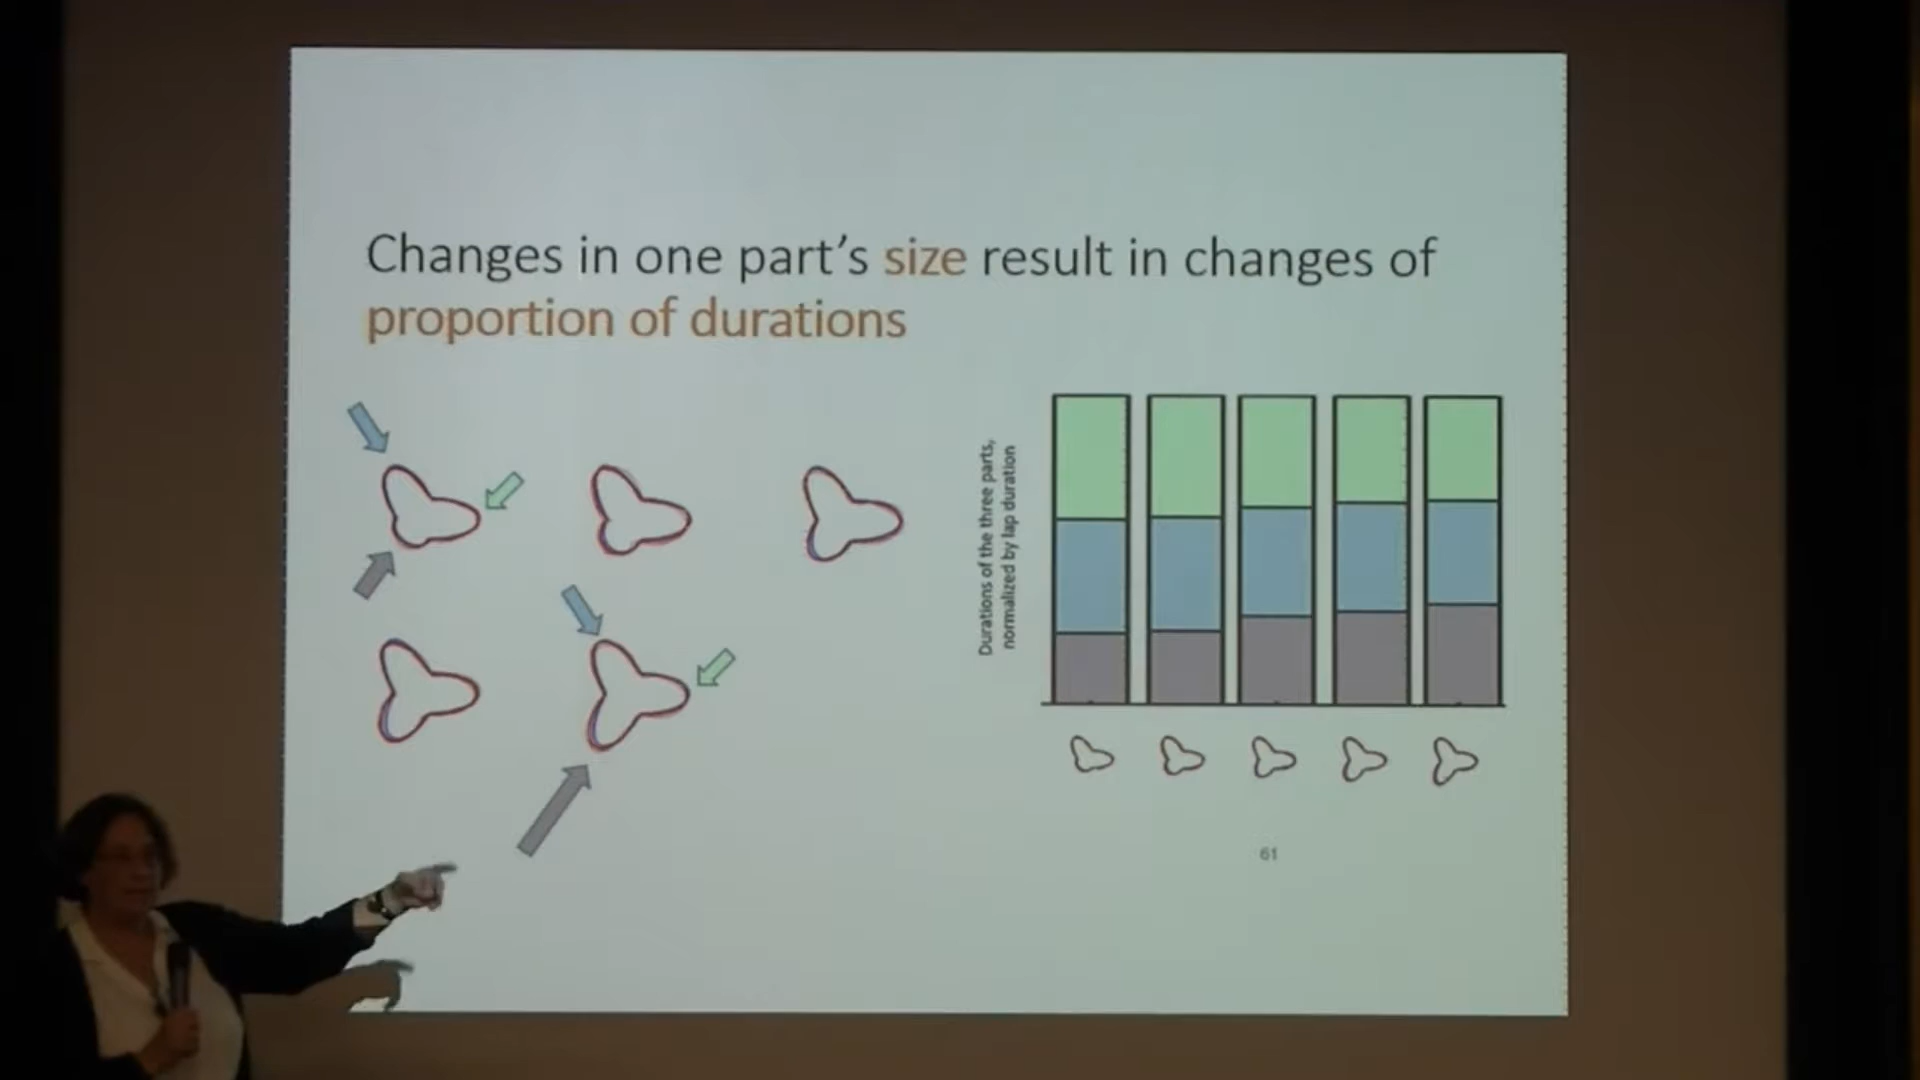 Changes in one part’s size result in changes of
proportion of durations
Durations of the three parts,
normalized by lap duration
61